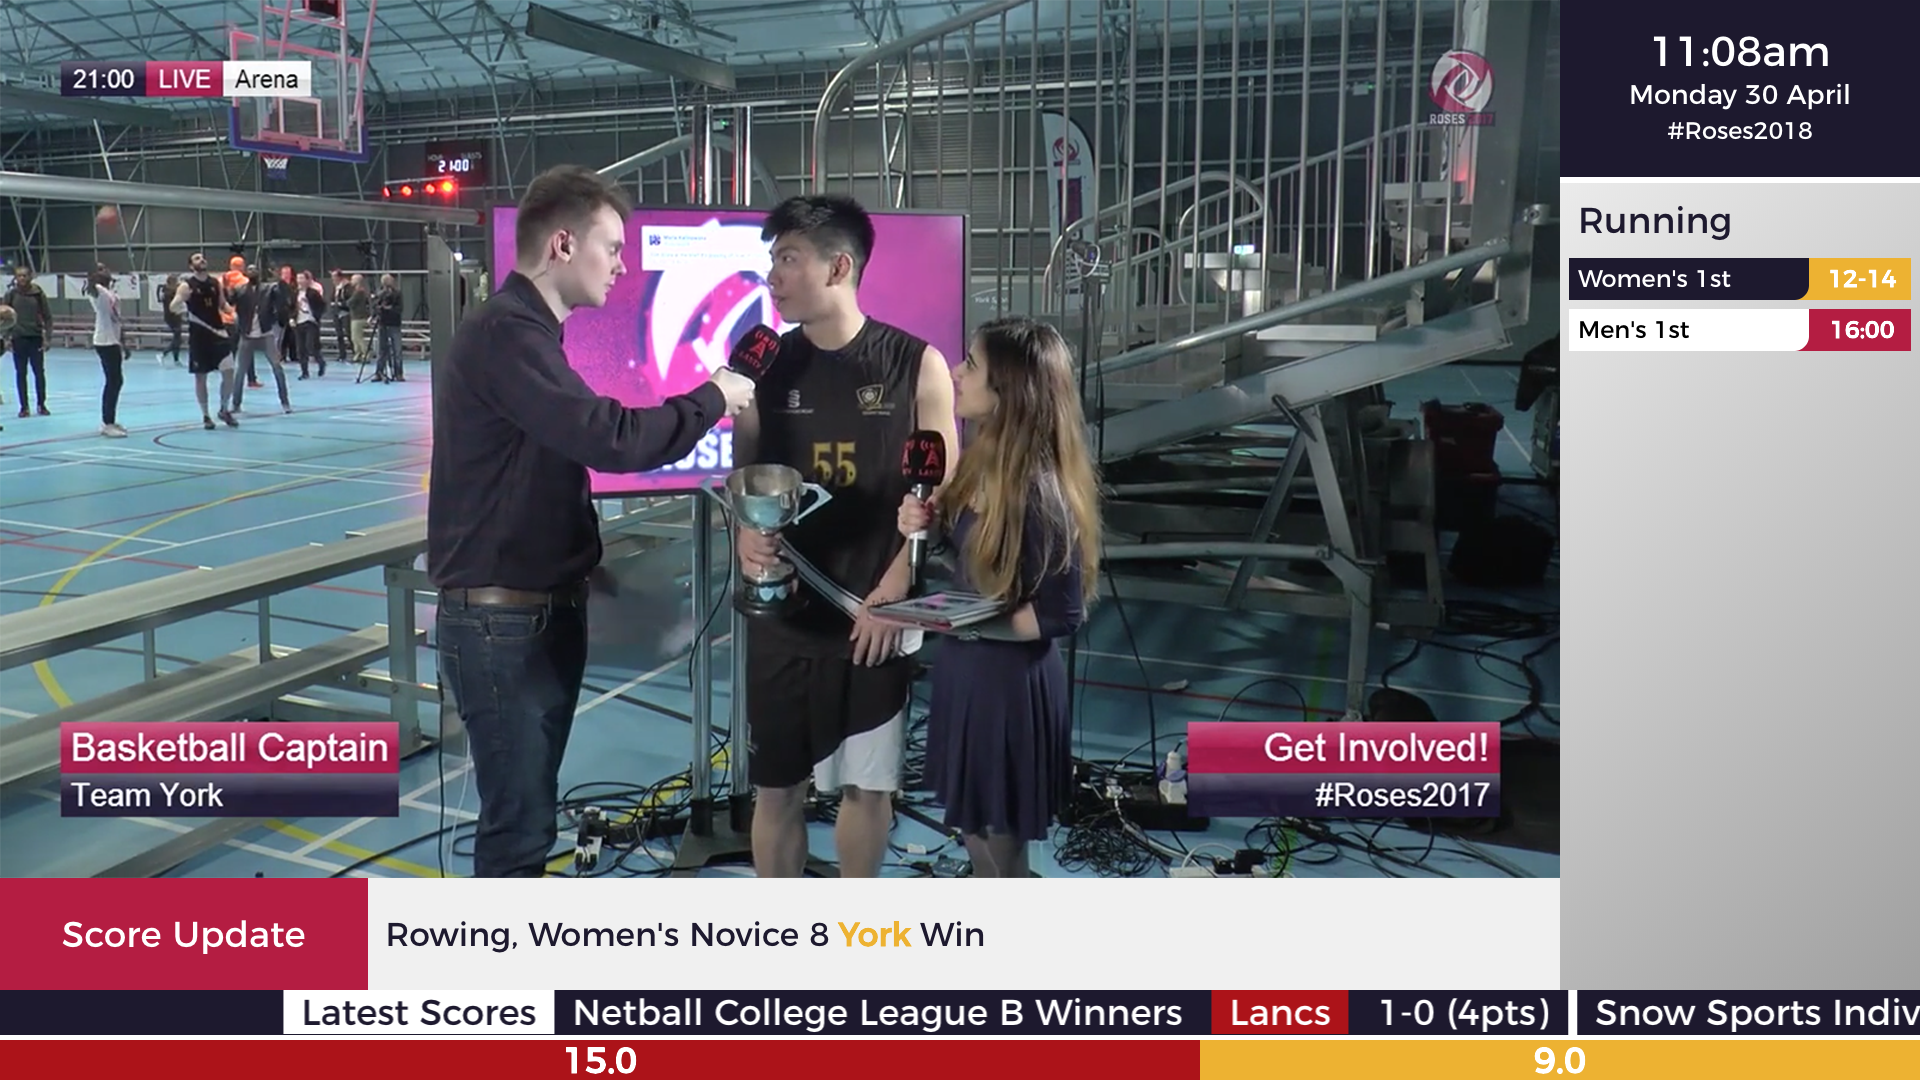 21:00 LIVE Arena
ROSES 2017
55
Basketball Captain
Team York
Get Involved!
#Roses2017
11:08am
Monday 30 April
#Roses2018
Running
Women's 1st 12-14
Men's 1st 16:00
Score Update
Rowing, Women's Novice 8 York Win
Latest Scores Netball College League B Winners Lancs 1-0 (4pts) Snow Sports Indiv
15.0 9.0